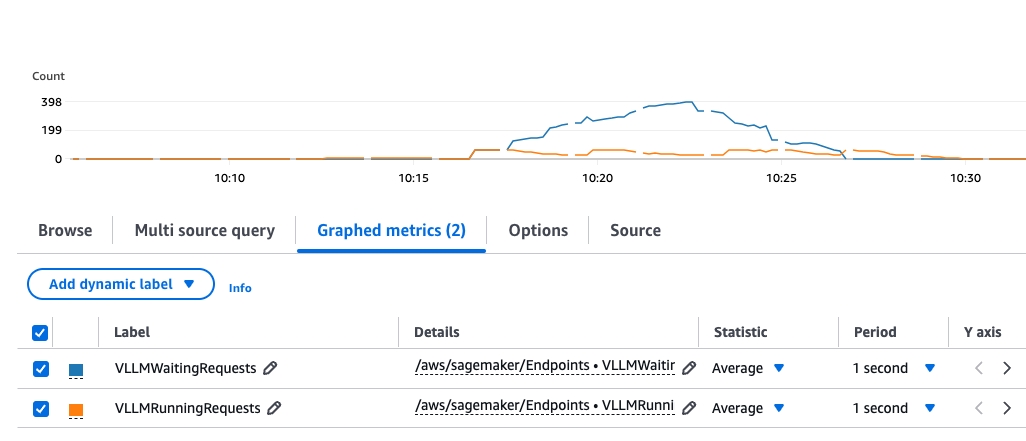 Count
398
199
0
10:10 10:15 10:20 10:25 10:30
Browse Multi source query Graphed metrics (2) Options Source
Add dynamic label Info
Label Details Statistic Period Y axis
VLLMWaitingRequests /aws/sagemaker/Endpoints • VLLMWaitir Average 1 second
VLLMRunningRequests /aws/sagemaker/Endpoints • VLLMRunni Average 1 second